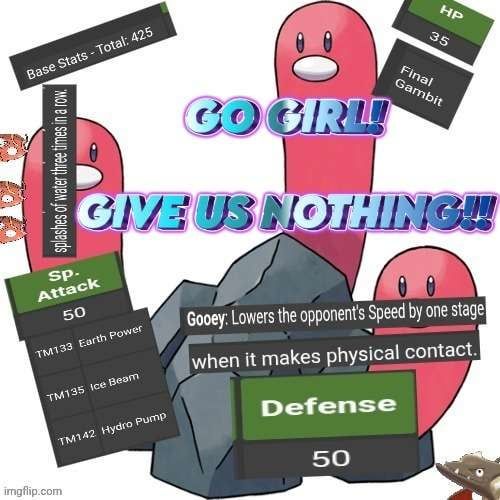 Base Stats - Total: 425
HP
35
Final
Gambit
GO GIRL!
splashes of water three times in a row.
GIVE US NOTHING!!!
Sp.
Attack
50
TM133 Earth Power
TM135 Ice Beam
TM142 Hydro Pump
Gooey: Lowers the opponent's Speed by one stage
when it makes physical contact.
Defense
50
imgflip.com